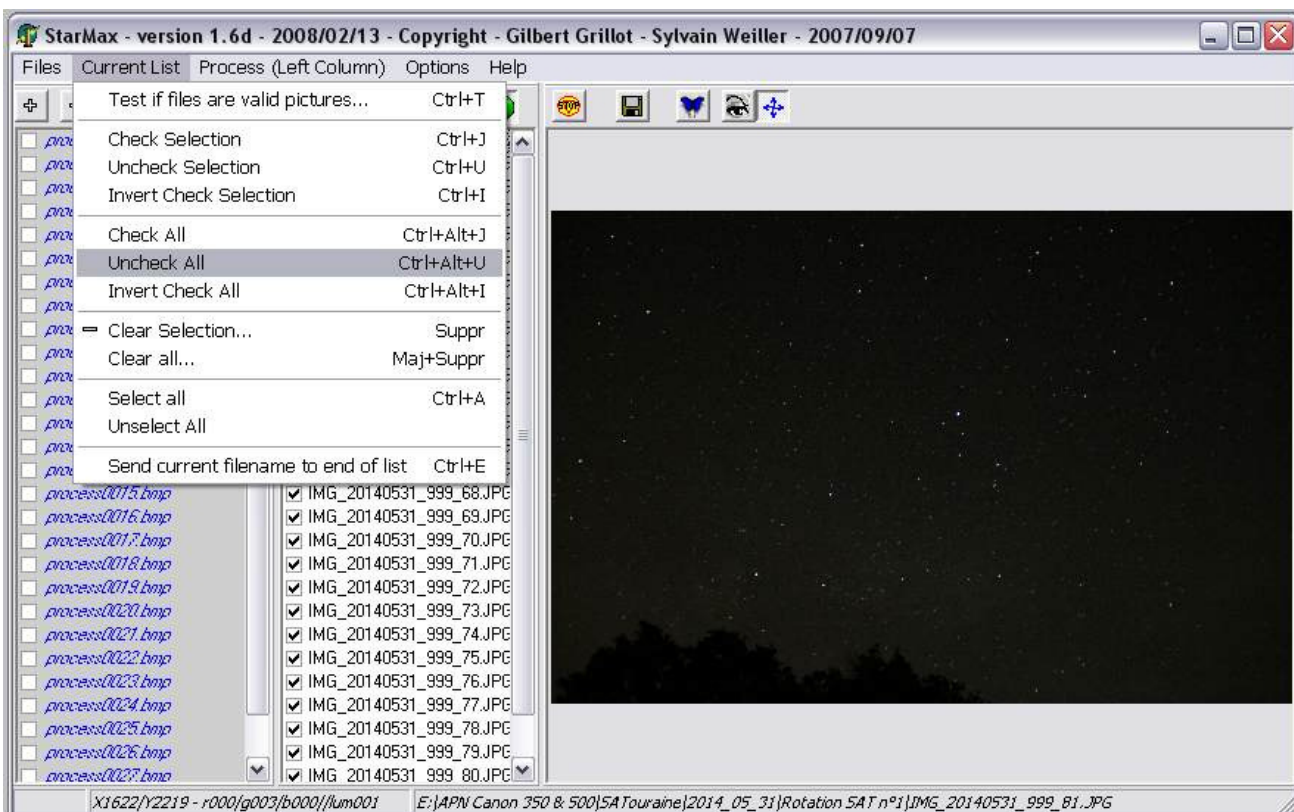 StarMax - version 1.6d - 2008/02/13 - Copyright - Gilbert Grillot - Sylvain Weiller - 2007/09/07
Files Current List Process (Left Column) Options Help
Test if files are valid pictures... Ctrl+T
STOP
Check Selection Ctrl+J
Uncheck Selection Ctrl+U
Invert Check Selection Ctrl+I
Check All Ctrl+Alt+J
Uncheck All Ctrl+Alt+U
Invert Check All Ctrl+Alt+I
Clear Selection... Suppr
Clear all... Maj+Suppr
Select all Ctrl+A
Unselect All
Send current filename to end of list Ctrl+E
process0015.bmp IMG_20140531_999_68.JPG
process0016.bmp IMG_20140531_999_69.JPG
process0017.bmp IMG_20140531_999_70.JPG
process0018.bmp IMG_20140531_999_71.JPG
process0019.bmp IMG_20140531_999_72.JPG
process0020.bmp IMG_20140531_999_73.JPG
process0021.bmp IMG_20140531_999_74.JPG
process0022.bmp IMG_20140531_999_75.JPG
process0023.bmp IMG_20140531_999_76.JPG
process0024.bmp IMG_20140531_999_77.JPG
process0025.bmp IMG_20140531_999_78.JPG
process0026.bmp IMG_20140531_999_79.JPG
process0027.bmp IMG_20140531_999_80.JPG
X1622/Y2219 - r000/g003/b000//lum001 E:\APN Canon 350 & 500\SATouraine\2014_05_31\Rotation SAT n°1\IMG_20140531_999_81.JPG